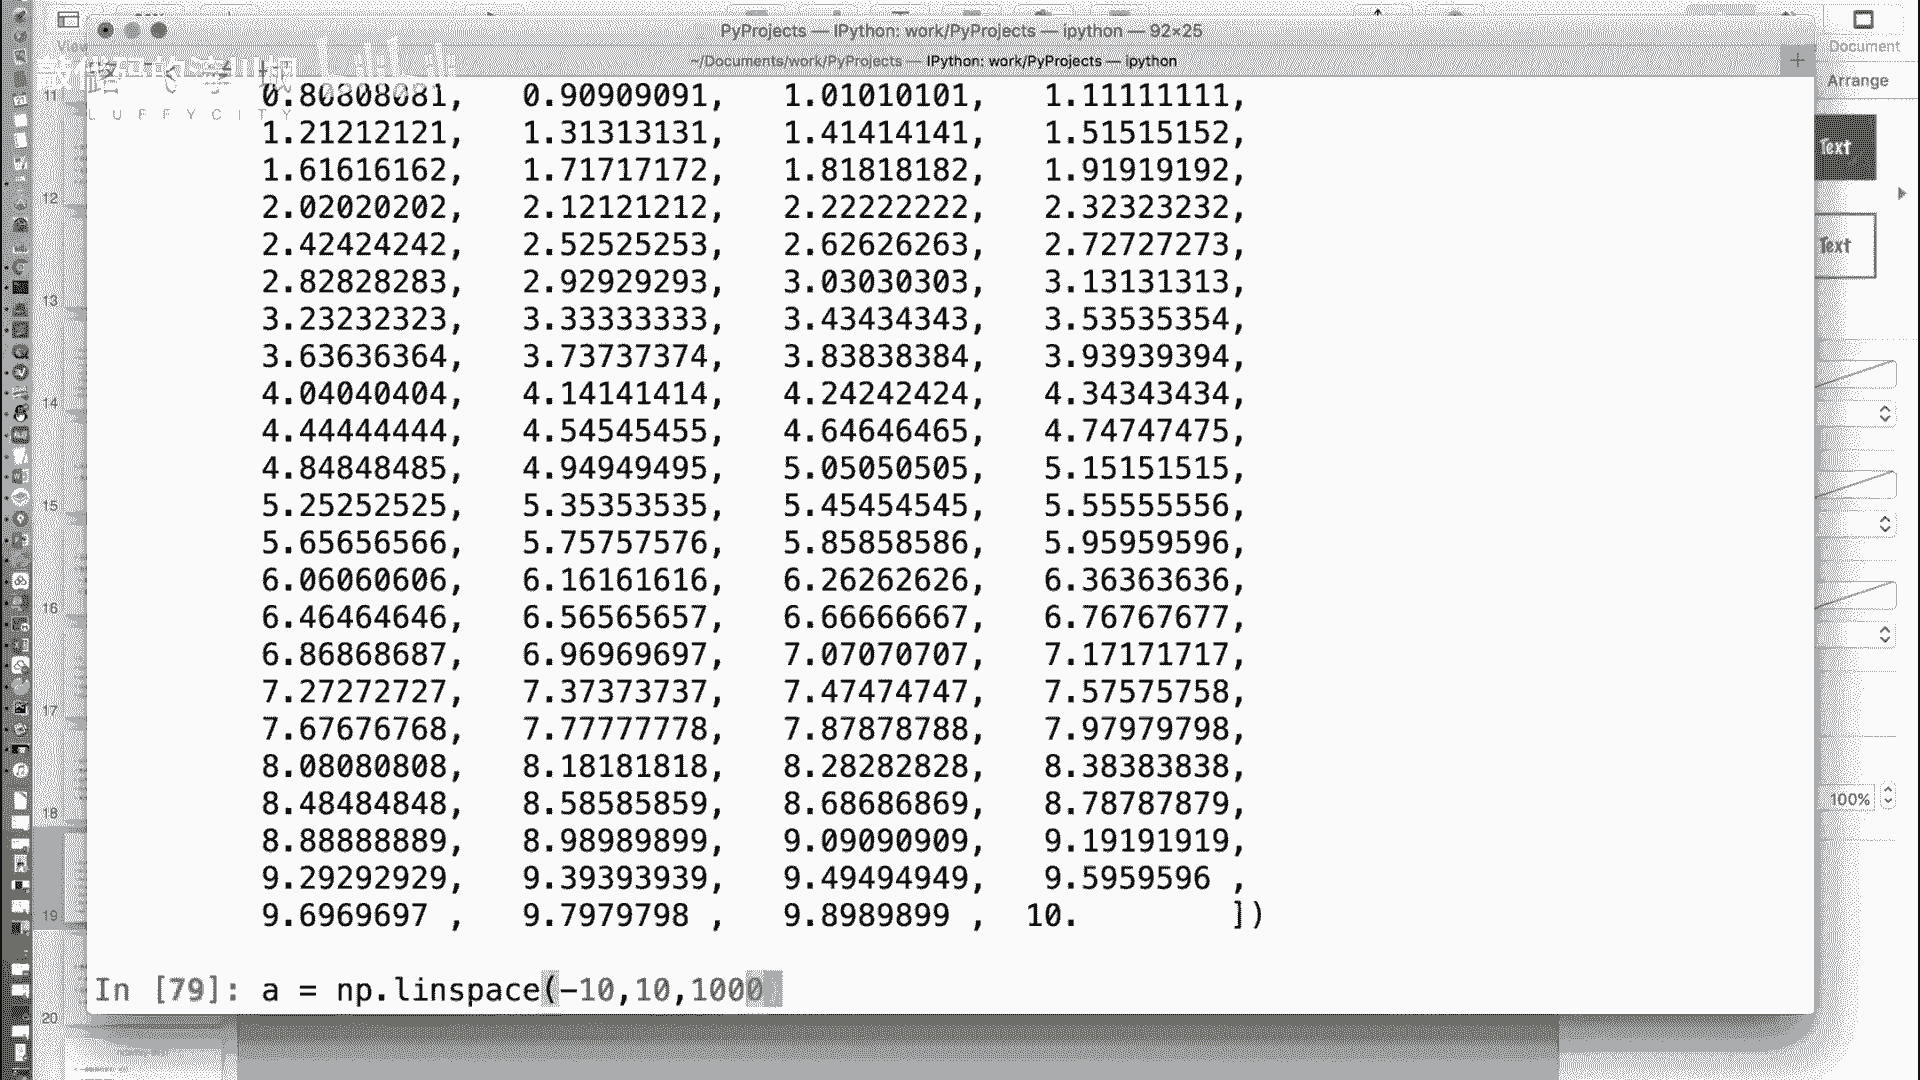 PyProjects — IPython: work/PyProjects — ipython — 92×25
Document
~/Documents/work/PyProjects — IPython: work/PyProjects — ipython
Arrange
LUFFYCITY
Text
Text
100%
11
12
13
14
15
16
17
18
19
20
0.80808081, 0.90909091, 1.01010101, 1.11111111,
1.21212121, 1.31313131, 1.41414141, 1.51515152,
1.61616162, 1.71717172, 1.81818182, 1.91919192,
2.02020202, 2.12121212, 2.22222222, 2.32323232,
2.42424242, 2.52525253, 2.62626263, 2.72727273,
2.82828283, 2.92929293, 3.03030303, 3.13131313,
3.23232323, 3.33333333, 3.43434343, 3.53535354,
3.63636364, 3.73737374, 3.83838384, 3.93939394,
4.04040404, 4.14141414, 4.24242424, 4.34343434,
4.44444444, 4.54545455, 4.64646465, 4.74747475,
4.84848485, 4.94949495, 5.05050505, 5.15151515,
5.25252525, 5.35353535, 5.45454545, 5.55555556,
5.65656566, 5.75757576, 5.85858586, 5.95959596,
6.06060606, 6.16161616, 6.26262626, 6.36363636,
6.46464646, 6.56565657, 6.66666667, 6.76767677,
6.86868687, 6.96969697, 7.07070707, 7.17171717,
7.27272727, 7.37373737, 7.47474747, 7.57575758,
7.67676768, 7.77777778, 7.87878788, 7.97979798,
8.08080808, 8.18181818, 8.28282828, 8.38383838,
8.48484848, 8.58585859, 8.68686869, 8.78787879,
8.88888889, 8.98989899, 9.09090909, 9.19191919,
9.29292929, 9.39393939, 9.49494949, 9.5959596 ,
9.6969697 , 9.7979798 , 9.8989899 , 10. ])
In [79]: a = np.linspace(-10,10,1000